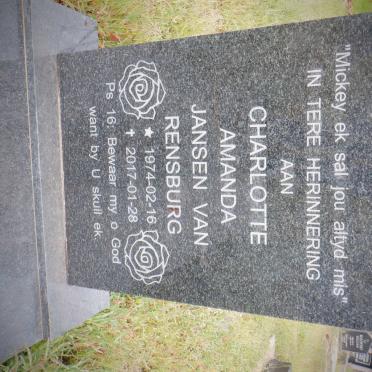 "Mickey ek sal jou altyd mis"
IN TERE HERINNERING
AAN
CHARLOTTE
AMANDA
JANSEN VAN
RENSBURG
★ 1974-02-16
✝ 2017-01-28
Ps. 16: Bewaar my o God
want by U skuil ek